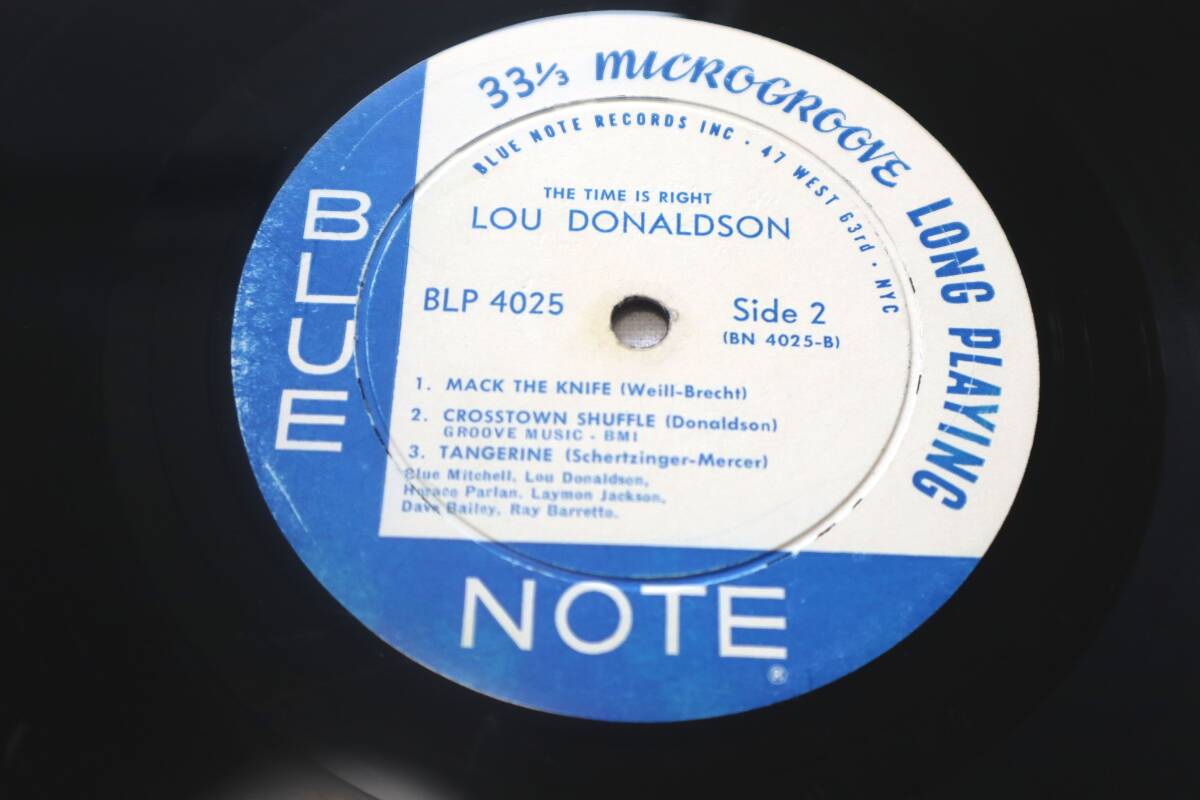 33⅓ MICROGROOVE LONG PLAYING
BLUE NOTE RECORDS INC · 47 WEST 63rd · NYC
THE TIME IS RIGHT
LOU DONALDSON
BLP 4025
Side 2
(BN 4025-B)
1. MACK THE KNIFE (Weill-Brecht)
2. CROSSTOWN SHUFFLE (Donaldson)
GROOVE MUSIC - BMI
3. TANGERINE (Schertzinger-Mercer)
Blue Mitchell, Lou Donaldson,
Horace Parlan, Laymon Jackson,
Dave Bailey, Ray Barretto.
BLUE
NOTE
®